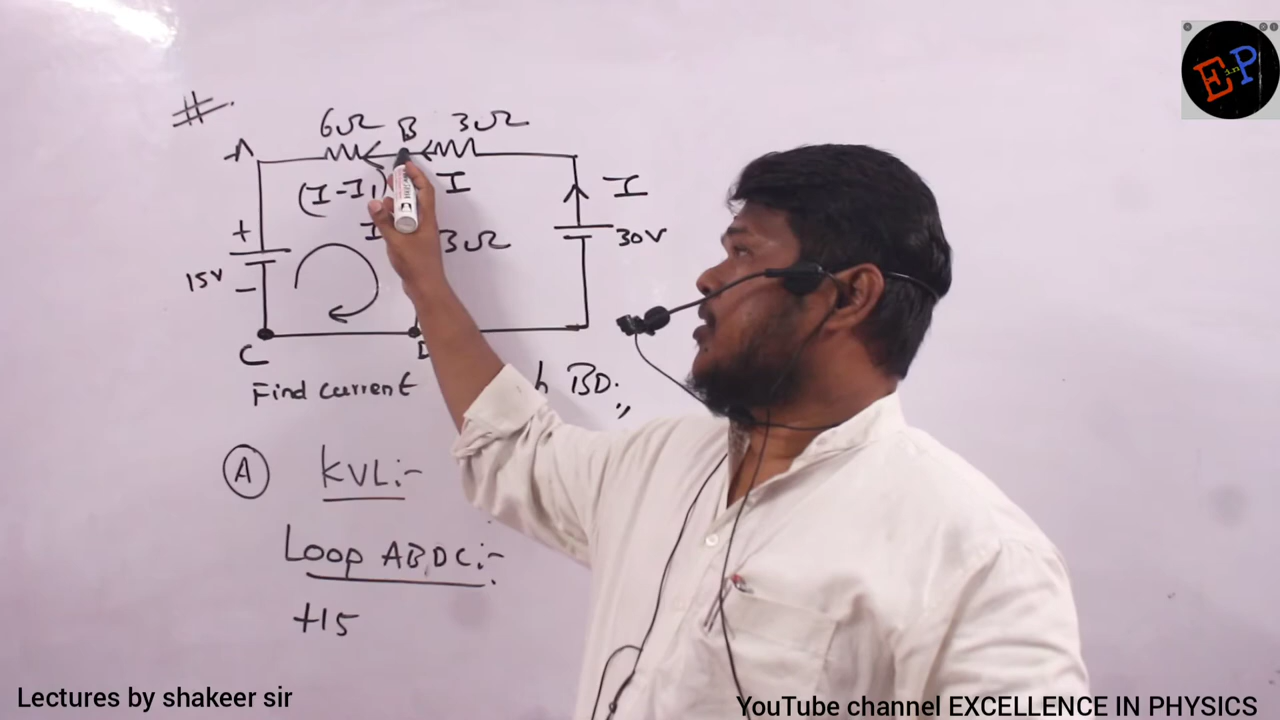 #.
6Ω B 3Ω
A
(I-I₁) I I
+ I 3Ω 30V
15V
-
C D
Find current h BD.,,
(A) KVL:-
Loop ABDC:-
+15
E in P
Lectures by shakeer sir
YouTube channel EXCELLENCE IN PHYSICS